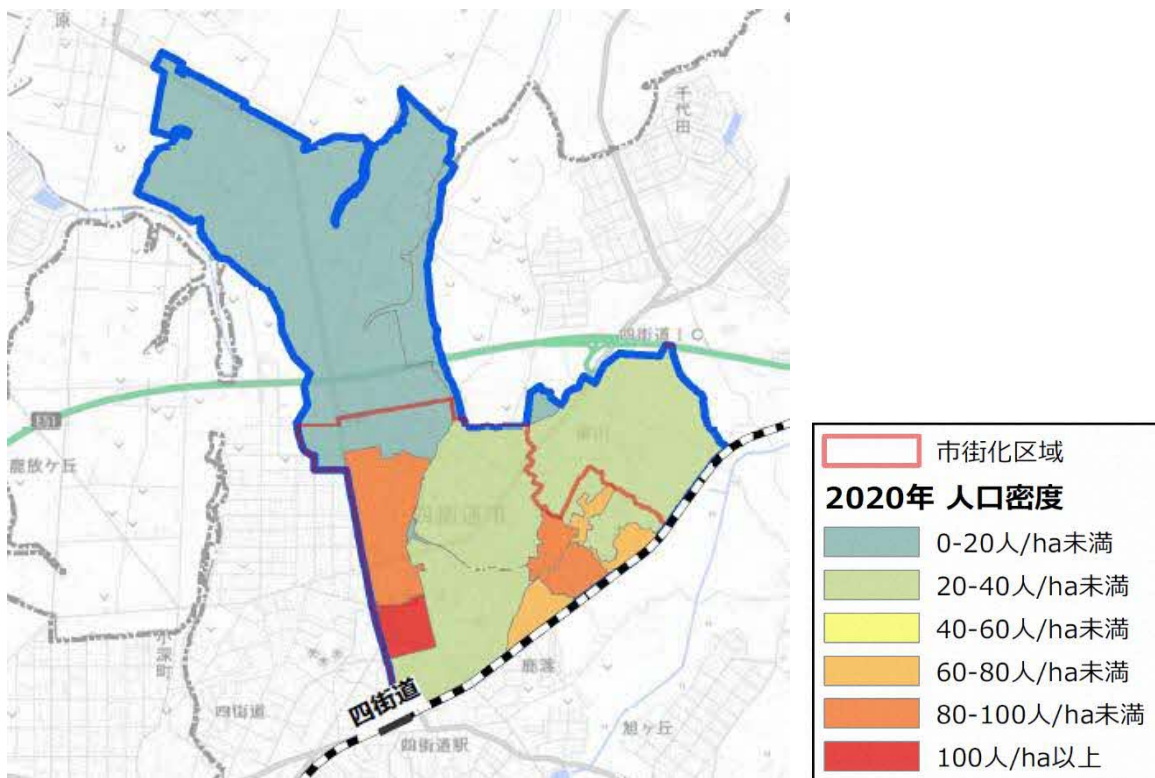 原
千代田
四街道IC
E51
鹿放ケ丘
四街道市
小深町
四街道
四街道
四街道駅
鹿渡
旭ケ丘
市街化区域
2020年 人口密度
0-20人/ha未満
20-40人/ha未満
40-60人/ha未満
60-80人/ha未満
80-100人/ha未満
100人/ha以上